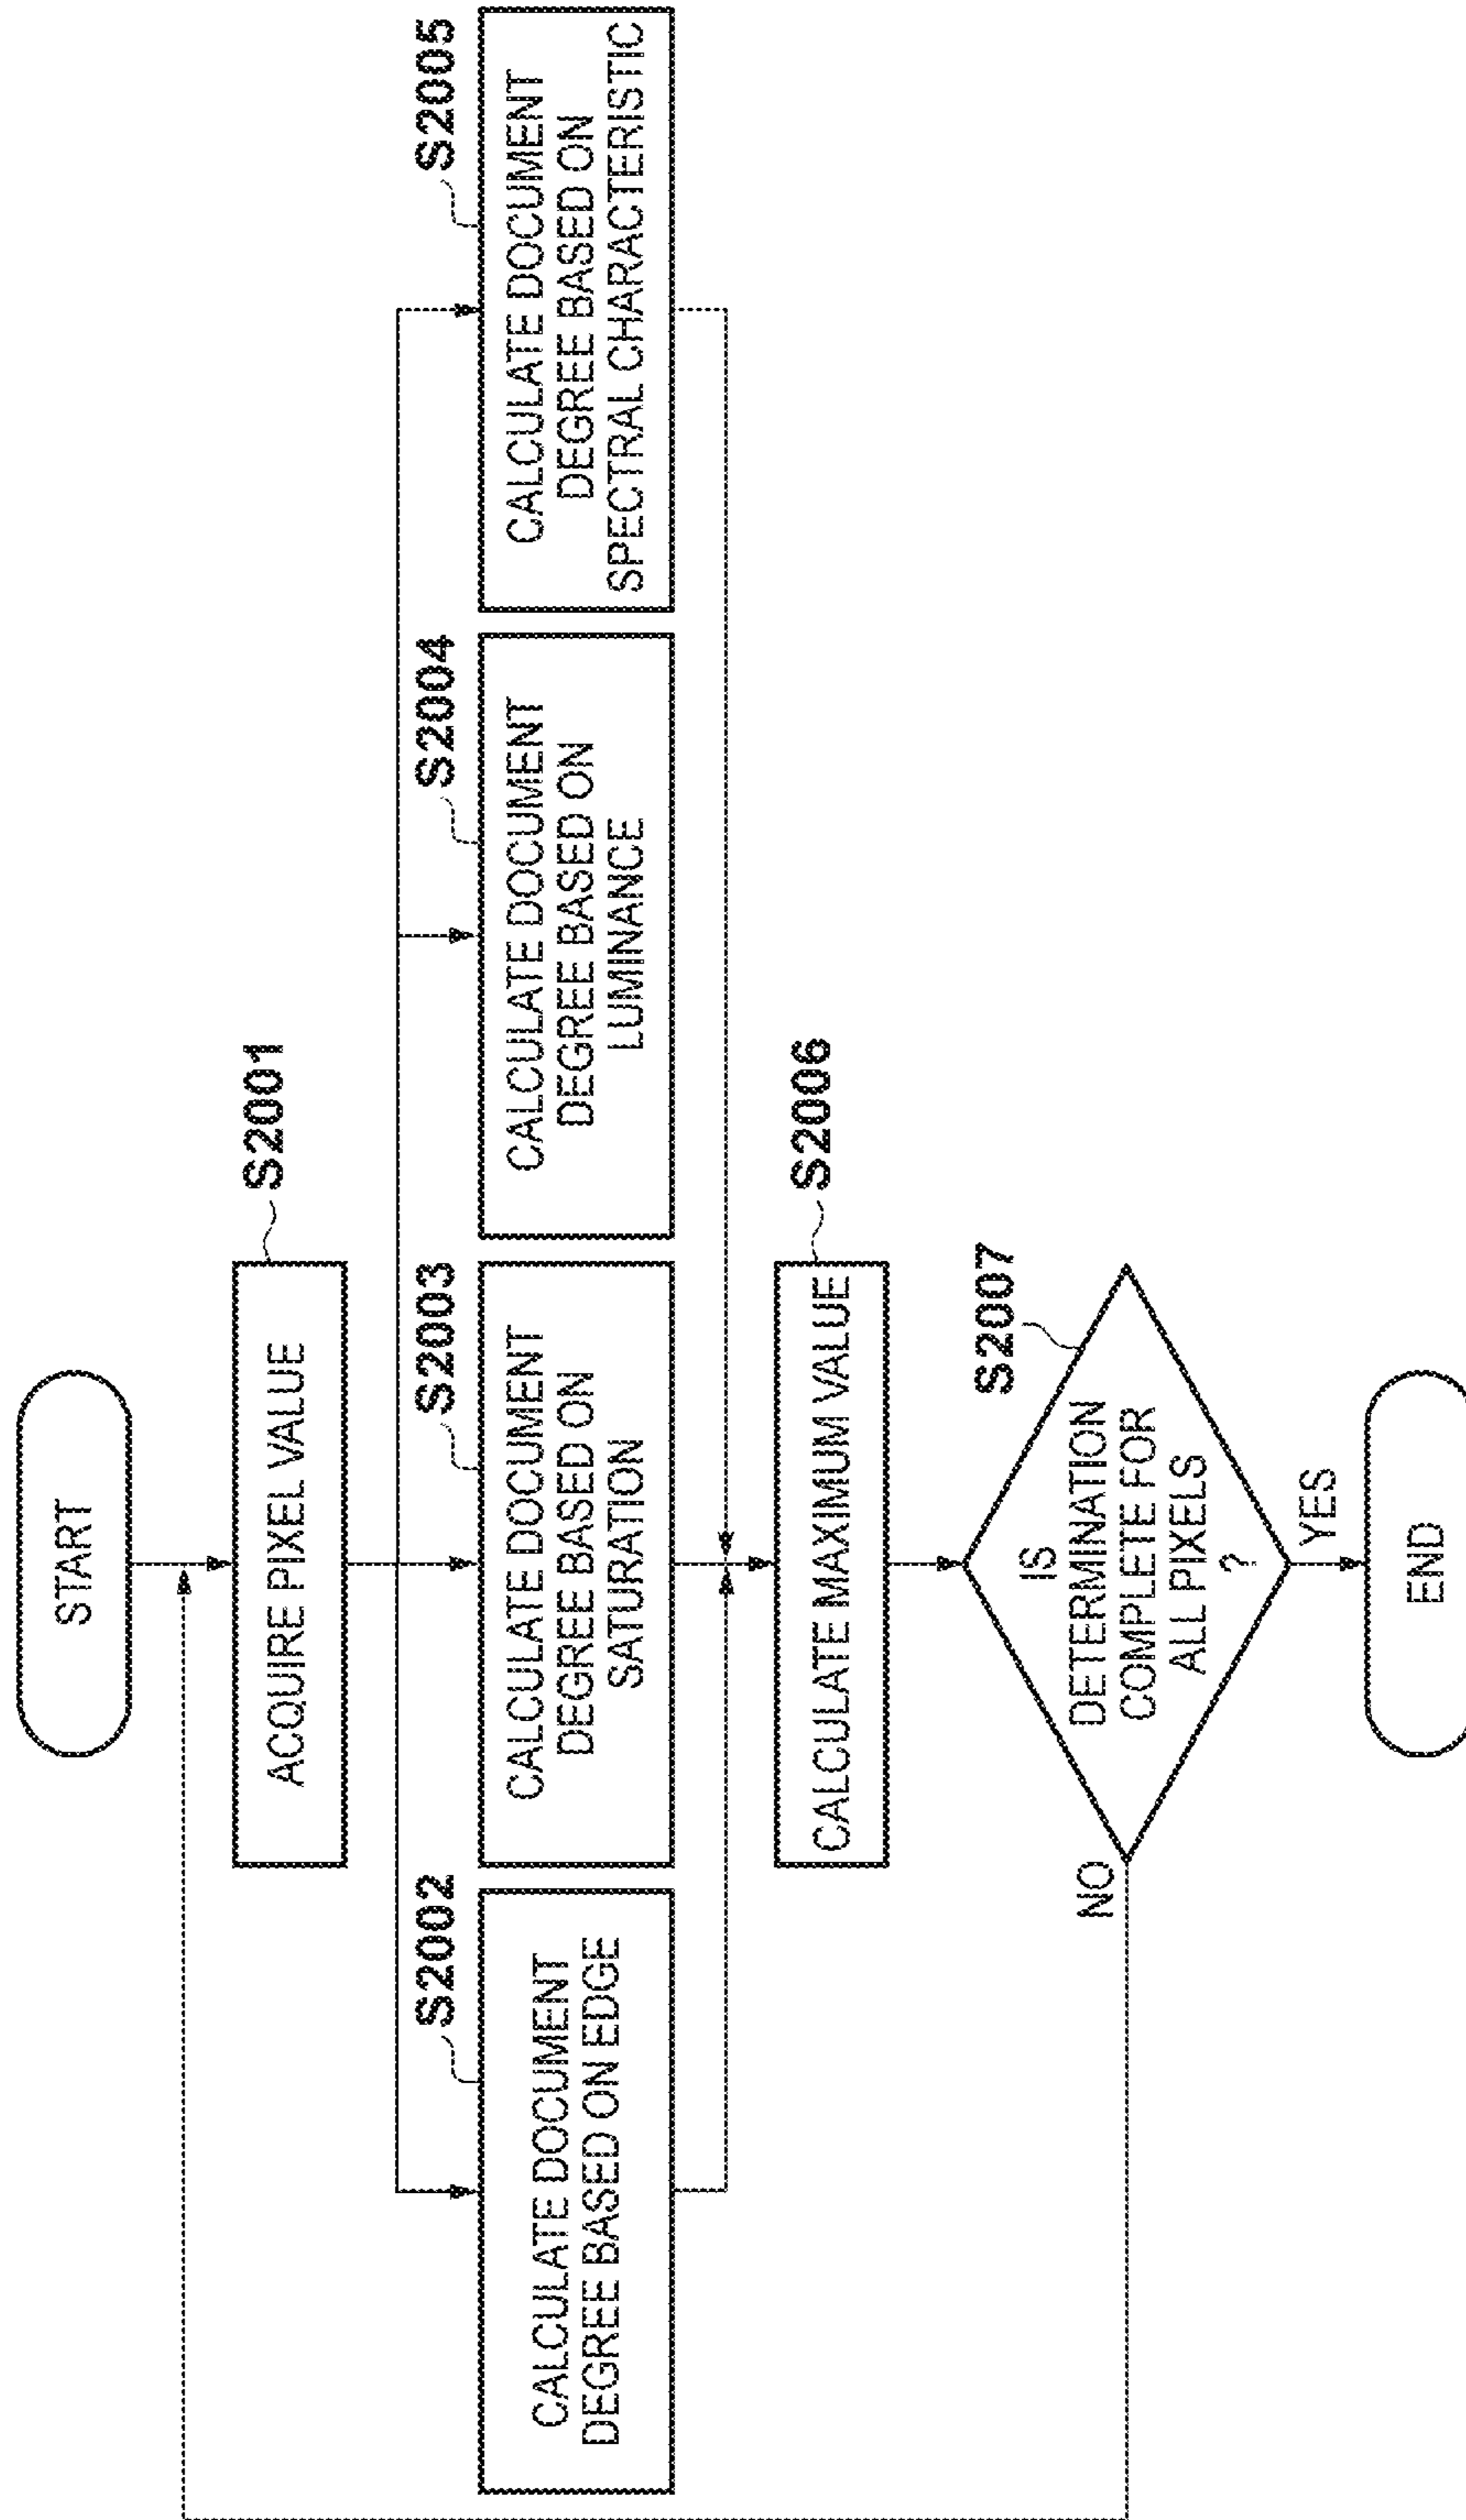 START
S2001
ACQUIRE PIXEL VALUE
S2002
CALCULATE DOCUMENT
DEGREE BASED ON EDGE
S2003
CALCULATE DOCUMENT
DEGREE BASED ON
SATURATION
S2004
CALCULATE DOCUMENT
DEGREE BASED ON
LUMINANCE
S2005
CALCULATE DOCUMENT
DEGREE BASED ON
SPECTRAL CHARACTERISTIC
S2006
CALCULATE MAXIMUM VALUE
S2007
IS
DETERMINATION
COMPLETE FOR
ALL PIXELS
?
NO
YES
END